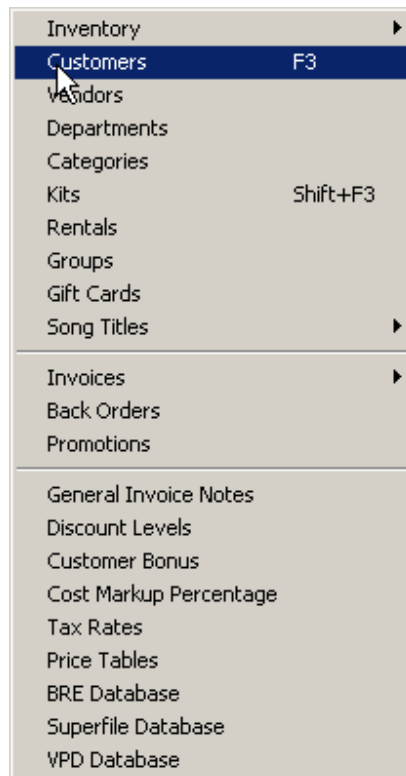 Inventory
Customers F3
Vendors
Departments
Categories
Kits Shift+F3
Rentals
Groups
Gift Cards
Song Titles
Invoices
Back Orders
Promotions
General Invoice Notes
Discount Levels
Customer Bonus
Cost Markup Percentage
Tax Rates
Price Tables
BRE Database
Superfile Database
VPD Database